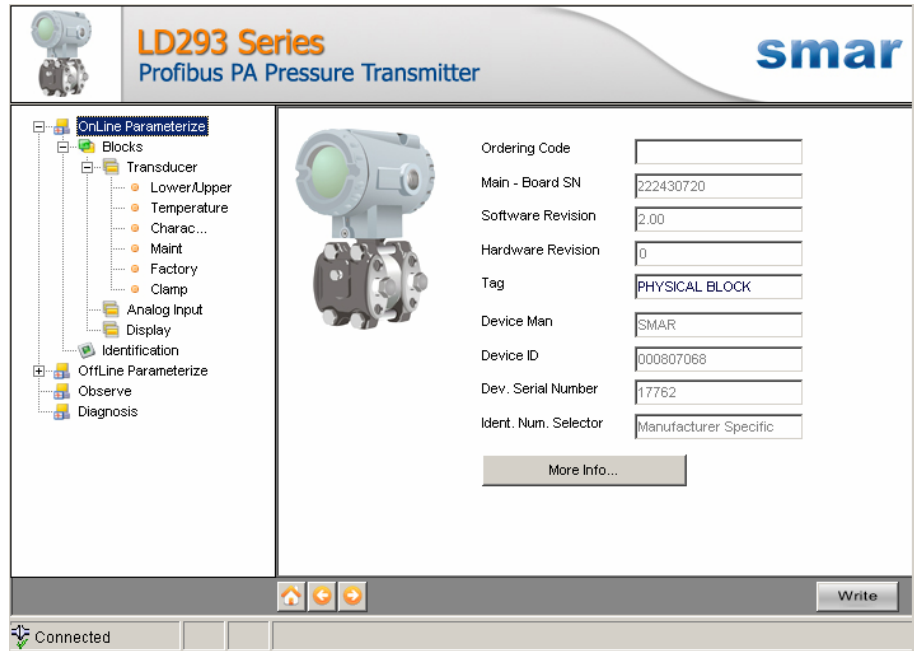 LD293 Series
Profibus PA Pressure Transmitter
smar
OnLine Parameterize
Blocks
Transducer
Lower/Upper
Temperature
Charac...
Maint
Factory
Clamp
Analog Input
Display
Identification
OffLine Parameterize
Observe
Diagnosis
Ordering Code
Main - Board SN
222430720
Software Revision
2.00
Hardware Revision
0
Tag
PHYSICAL BLOCK
Device Man
SMAR
Device ID
000807068
Dev. Serial Number
17762
Ident. Num. Selector
Manufacturer Specific
More Info...
Write
Connected